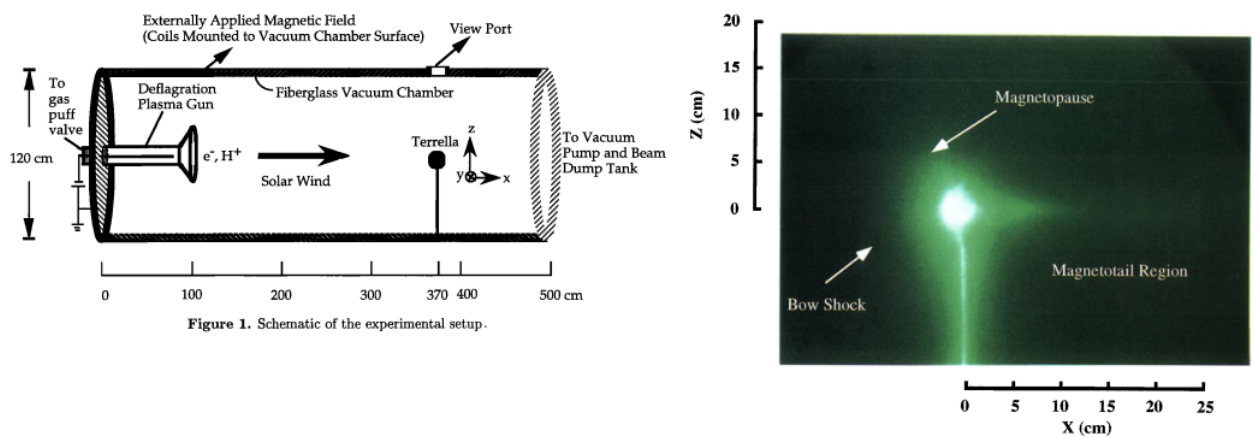 Externally Applied Magnetic Field
(Coils Mounted to Vacuum Chamber Surface)
View Port
To
gas
puff
valve
Deflagration
Plasma Gun
Fiberglass Vacuum Chamber
120 cm
e-, H+
Solar Wind
Terrella
z
y
x
To Vacuum
Pump and Beam
Dump Tank
0 100 200 300 370 400 500 cm
Figure 1. Schematic of the experimental setup.
20
15
10
5
0
Z (cm)
Magnetopause
Bow Shock
Magnetotail Region
0 5 10 15 20 25
X (cm)